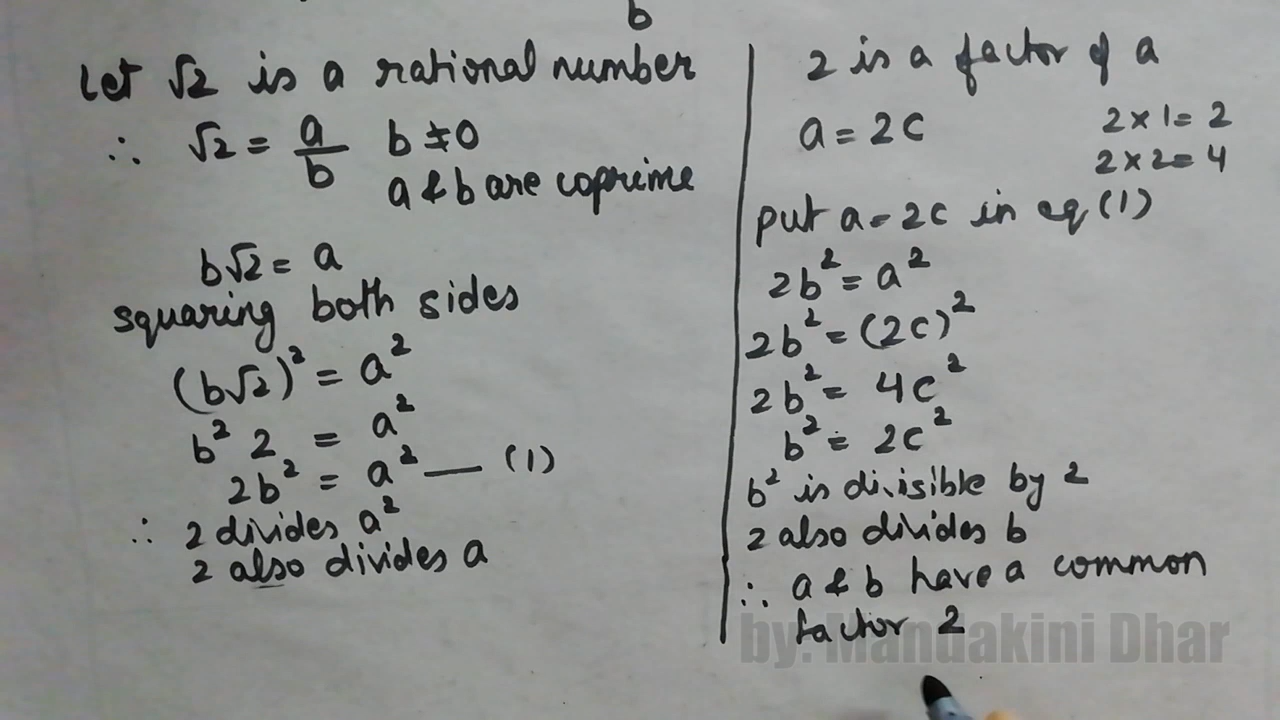 b
Let √2 is a rational number
∴ √2 = a/b b ≠ 0
a & b are coprime
b√2 = a
squaring both sides
(b√2)² = a²
b² 2 = a²
2b² = a² — (1)
∴ 2 divides a²
2 also divides a
2 is a factor of a
a = 2c
2 × 1 = 2
2 × 2 = 4
put a = 2c in eq (1)
2b² = a²
2b² = (2c)²
2b² = 4c²
b² = 2c²
b² is divisible by 2
2 also divides b
∴ a & b have a common
factor 2
by: Mandakini Dhar